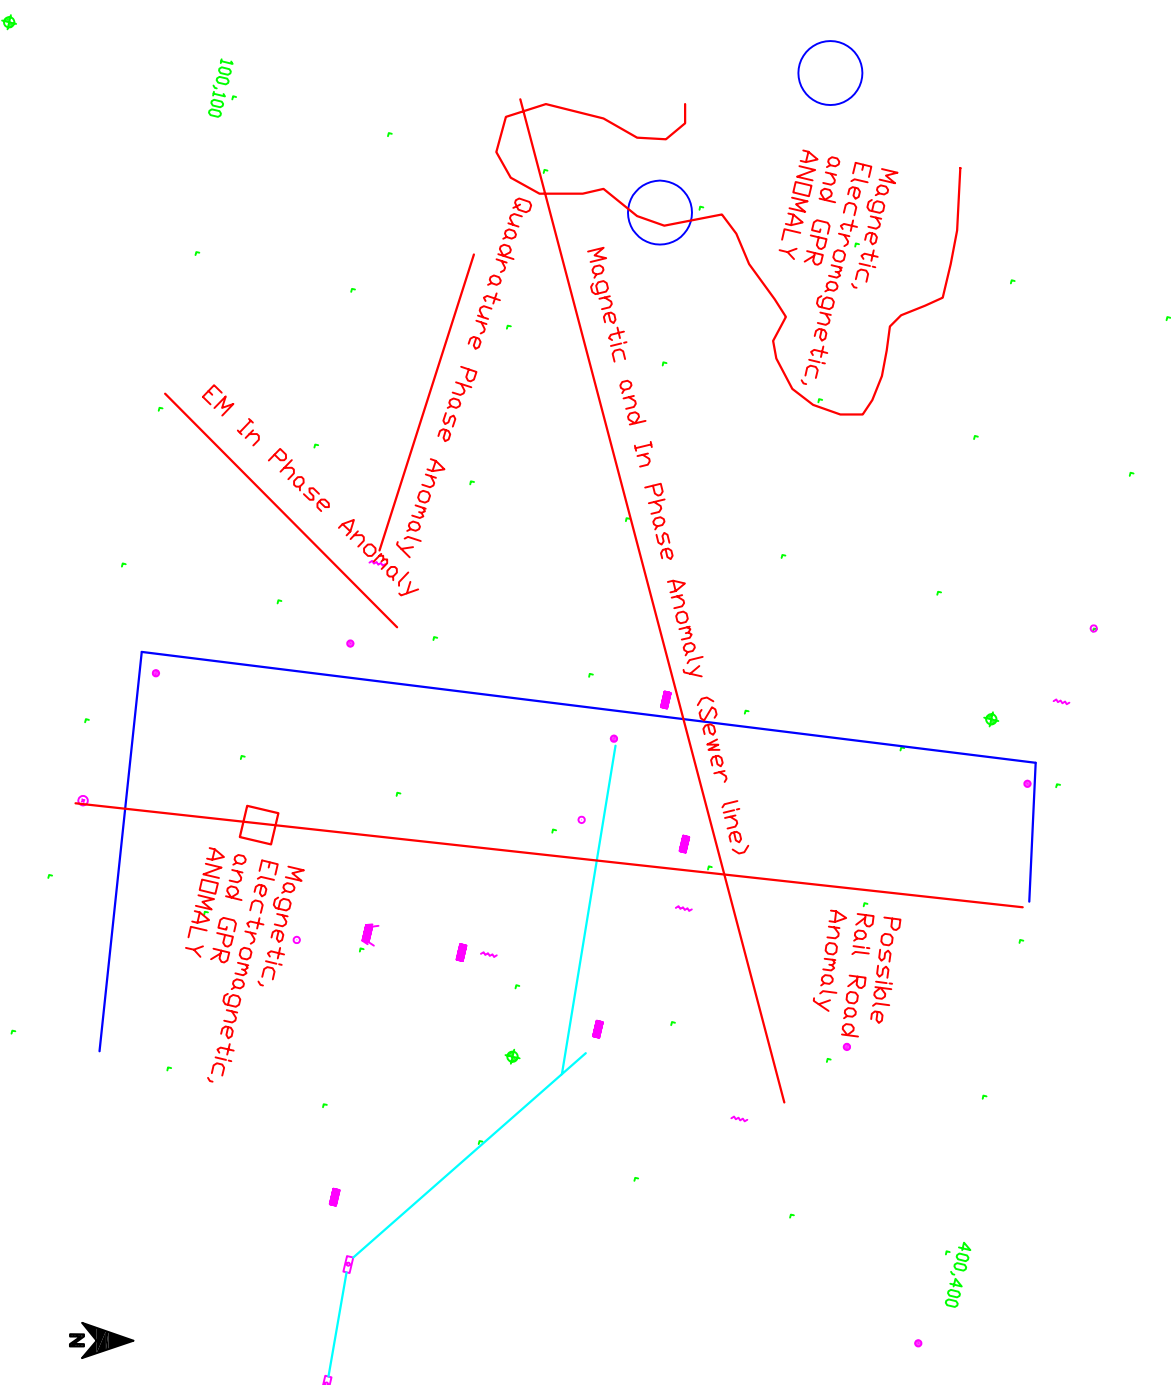 100,100
Magnetic,
Electromagnetic,
and GPR
ANOMALY
Quadrature Phase Anomaly
Magnetic and In Phase Anomaly (Sewer line)
EM In Phase Anomaly
Magnetic,
Electromagnetic,
and GPR
ANOMALY
Possible
Rail Road
Anomaly
400,400
N